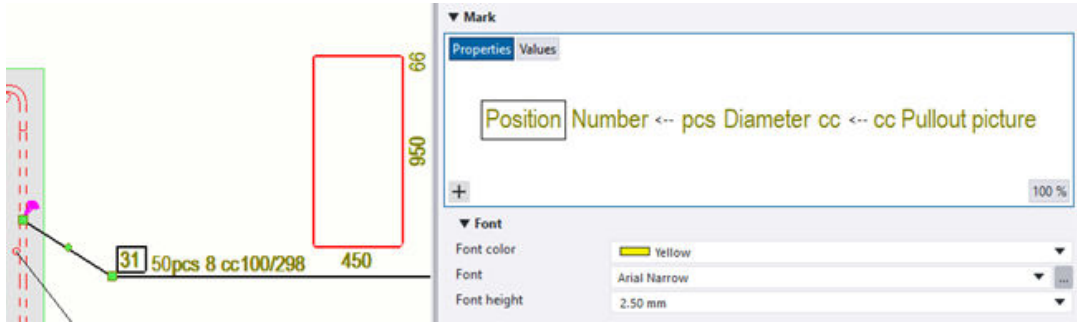 66
950
31 50pcs 8 cc100/298 450
Mark
Properties Values
Position Number <-- pcs Diameter cc <-- cc Pullout picture
+ 100 %
Font
Font color Yellow
Font Arial Narrow ...
Font height 2.50 mm